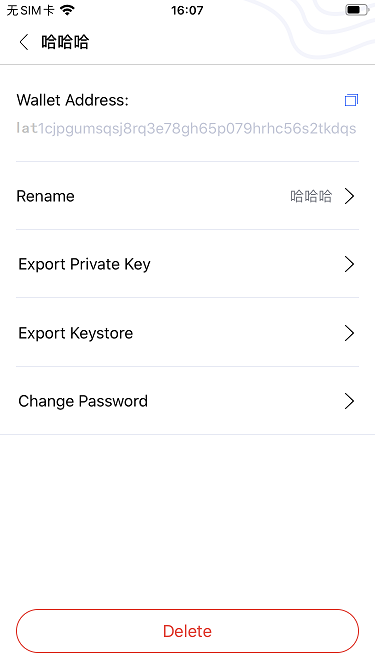 无SIM卡 16:07
哈哈哈
Wallet Address:
lat1cjpgumsqsj8rq3e78gh65p079hrhc56s2tkdqs
Rename 哈哈哈
Export Private Key
Export Keystore
Change Password
Delete